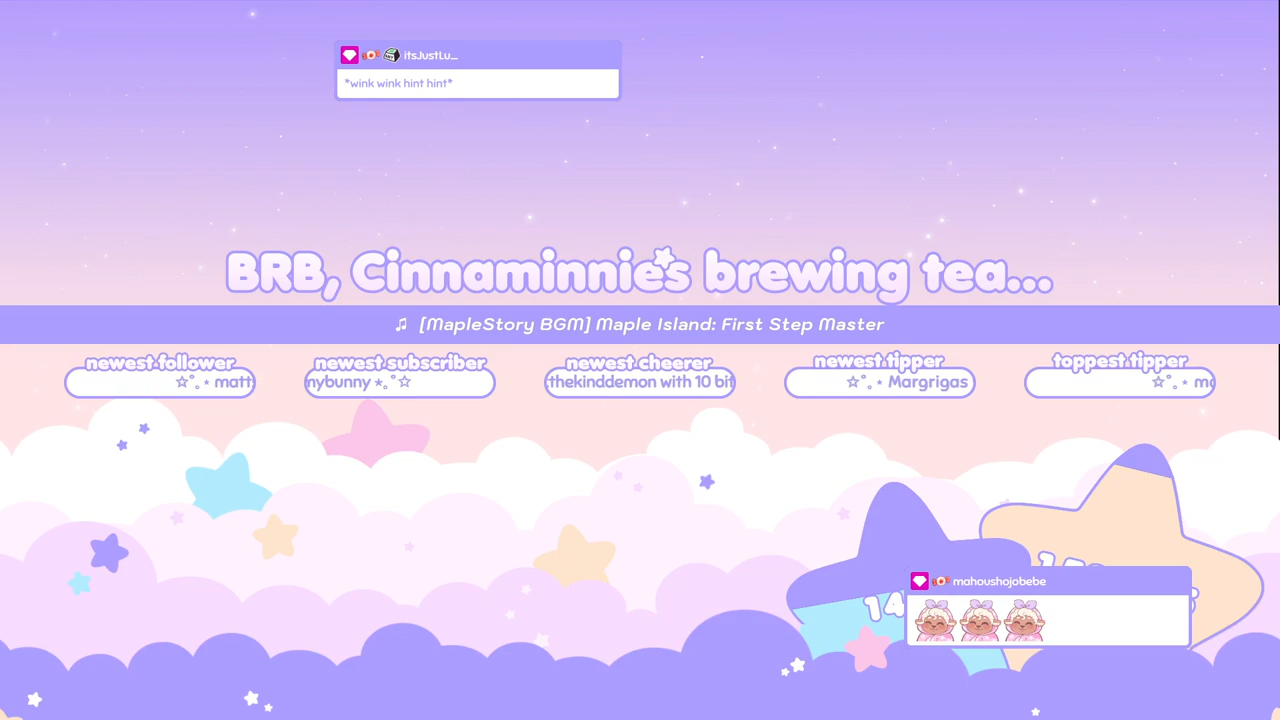 itsJustLu...
*wink wink hint hint*
BRB, Cinnaminnie's brewing tea...
♫ [MapleStory BGM] Maple Island: First Step Master
newest follower
☆˚｡⋆ matt
newest subscriber
nybunny ⋆｡˚☆
newest cheerer
thekinddemon with 10 bit
newest tipper
☆˚｡⋆ Margrigas
toppest tipper
☆˚｡⋆
mahoushojobebe